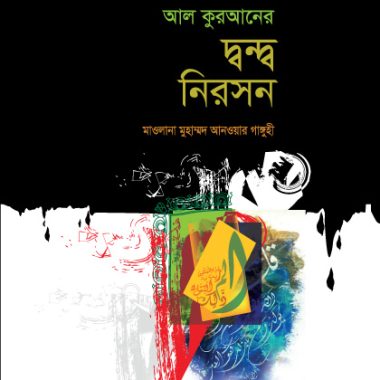 আল কুরআনের
দ্বন্দ্ব
নিরসন
মাওলানা মুহাম্মদ আনওয়ার গাঙ্গুহী